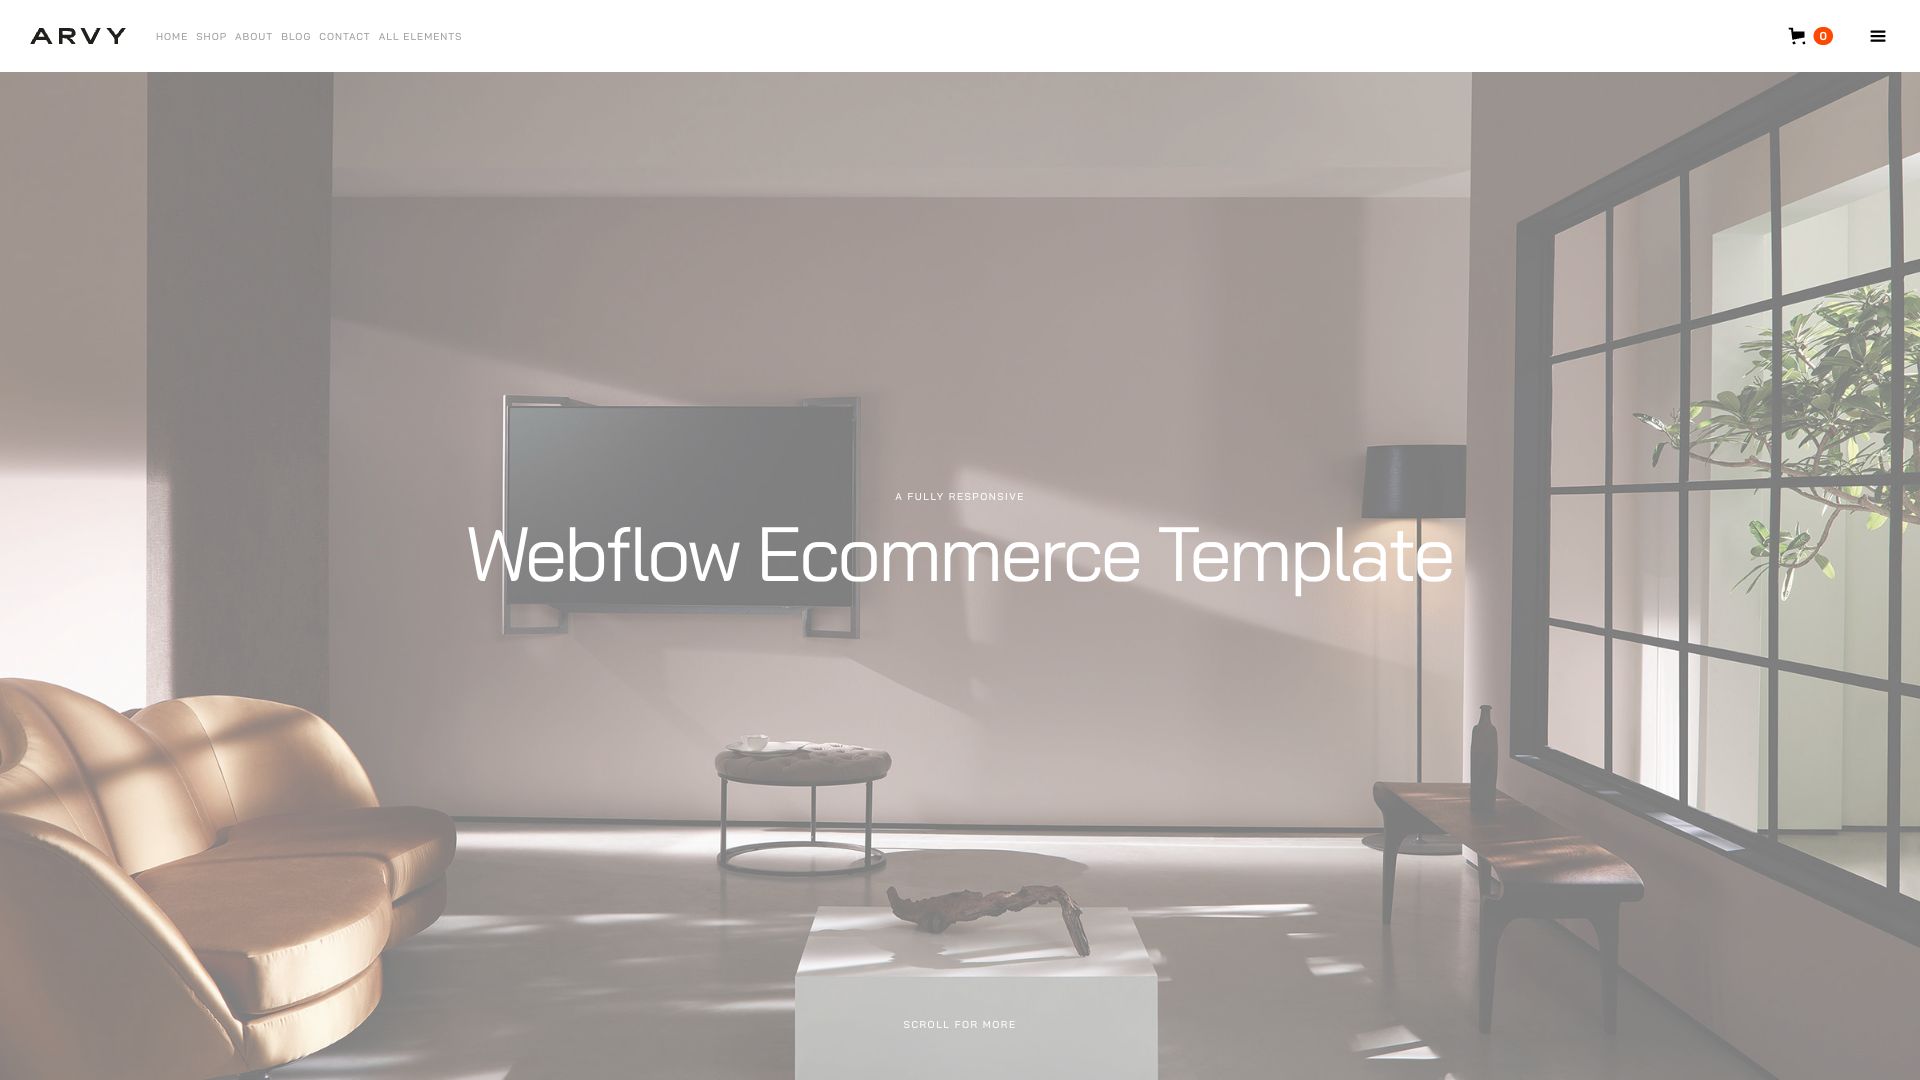 ARVY
HOME SHOP ABOUT BLOG CONTACT ALL ELEMENTS
0
A FULLY RESPONSIVE
Webflow Ecommerce Template
SCROLL FOR MORE